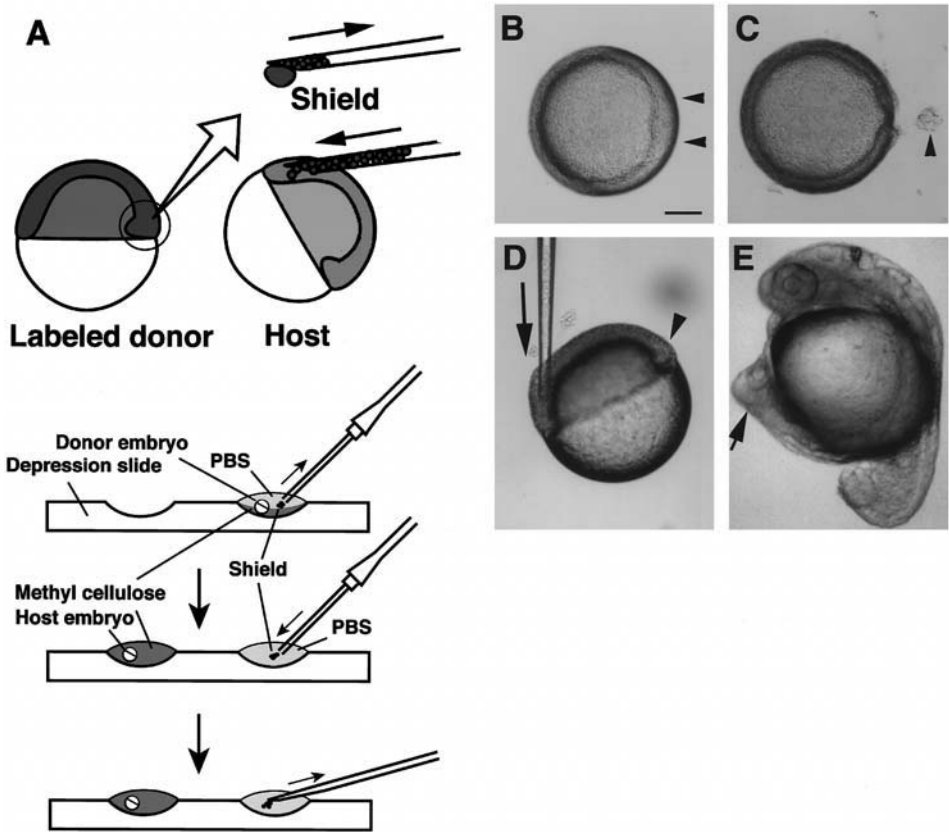 A
Shield
Labeled donor
Host
Donor embryo
Depression slide
PBS
Shield
Methyl cellulose
Host embryo
PBS
B
C
D
E